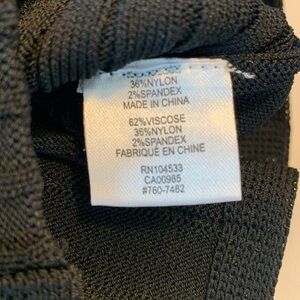 36%NYLON
2%SPANDEX
MADE IN CHINA
62%VISCOSE
36%NYLON
2%SPANDEX
FABRIQUÉ EN CHINE
RN104533
CA00985
#760-7482